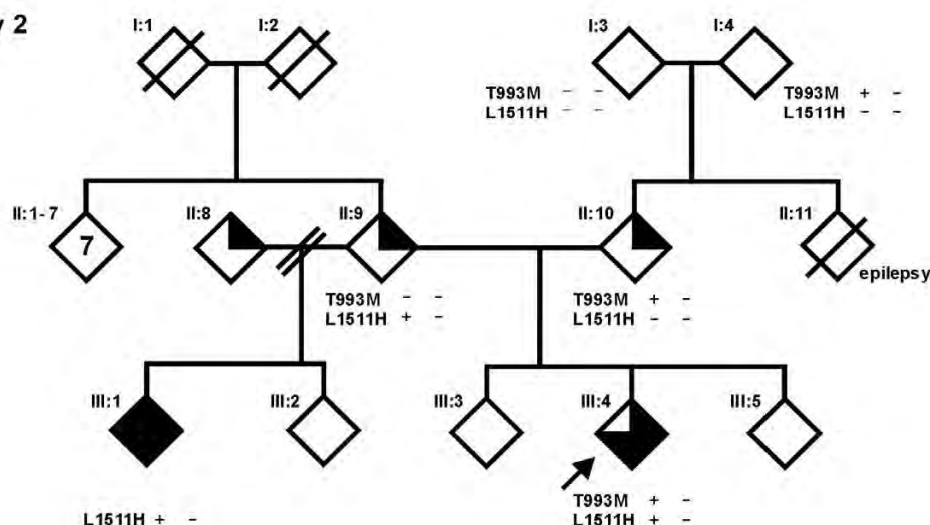 y 2
I:1
I:2
I:3
I:4
T993M - -
L1511H - -
T993M + -
L1511H - -
II:1-7
7
II:8
II:9
II:10
II:11
epilepsy
T993M - -
L1511H + -
T993M + -
L1511H - -
III:1
III:2
III:3
III:4
III:5
L1511H + -
T993M + -
L1511H + -